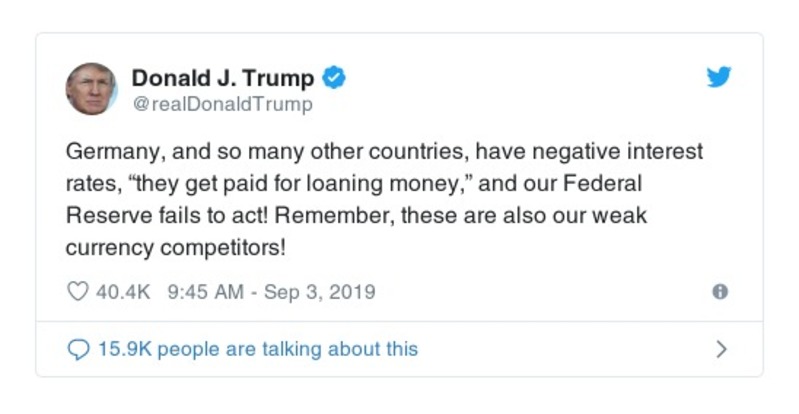 Donald J. Trump
@realDonaldTrump
Germany, and so many other countries, have negative interest
rates, “they get paid for loaning money,” and our Federal
Reserve fails to act! Remember, these are also our weak
currency competitors!
40.4K 9:45 AM - Sep 3, 2019
15.9K people are talking about this